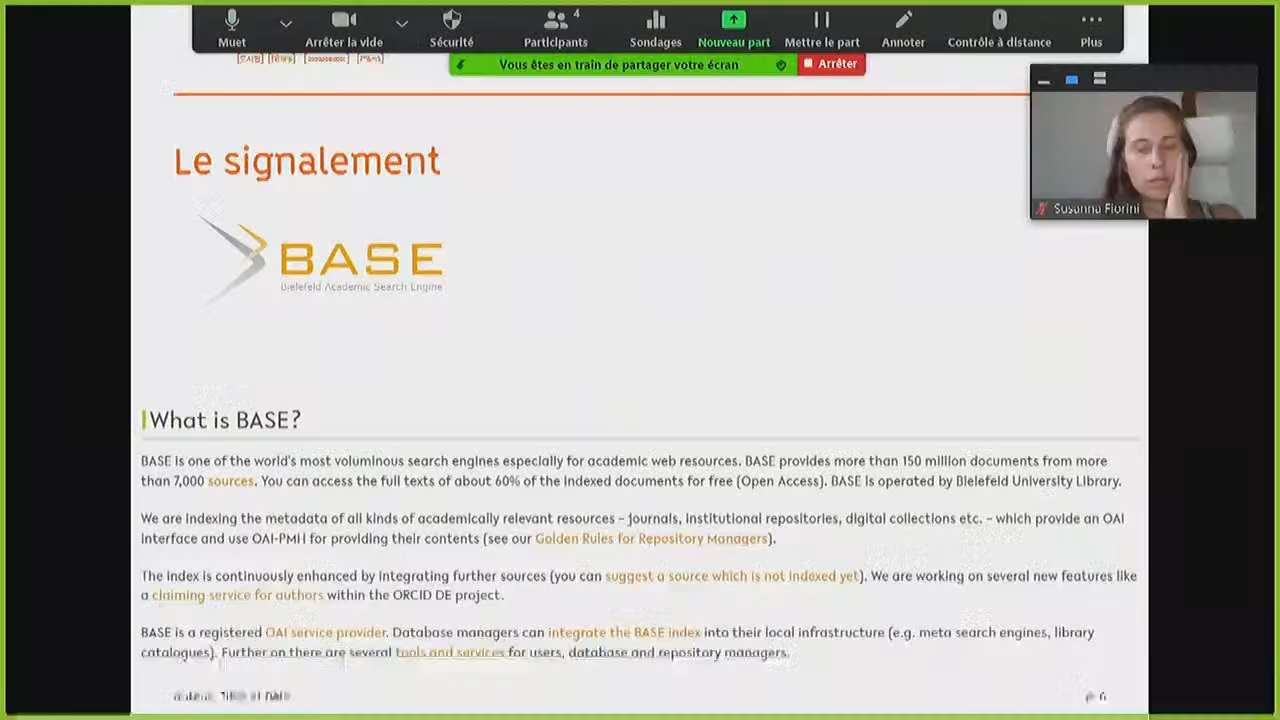 4
Muet
Arrêter la vide
Sécurité
Participants
Sondages
Nouveau part
Mettre le part
Annoter
Contrôle à distance
Plus
Vous êtes en train de partager votre écran
Arrêter
Le signalement
BASE
Bielefeld Academic Search Engine
Susanna Fiorini
What is BASE?
BASE is one of the world's most voluminous search engines especially for academic web resources. BASE provides more than 150 million documents from more
than 7,000 sources. You can access the full texts of about 60% of the indexed documents for free (Open Access). BASE is operated by Bielefeld University Library.
We are indexing the metadata of all kinds of academically relevant resources – journals, institutional repositories, digital collections etc. – which provide an OAI
interface and use OAI-PMH for providing their contents (see our Golden Rules for Repository Managers).
The index is continuously enhanced by integrating further sources (you can suggest a source which is not indexed yet). We are working on several new features like
a claiming service for authors within the ORCID DE project.
BASE is a registered OAI service provider. Database managers can integrate the BASE index into their local infrastructure (e.g. meta search engines, library
catalogues). Further on there are several tools and services for users, database and repository managers.